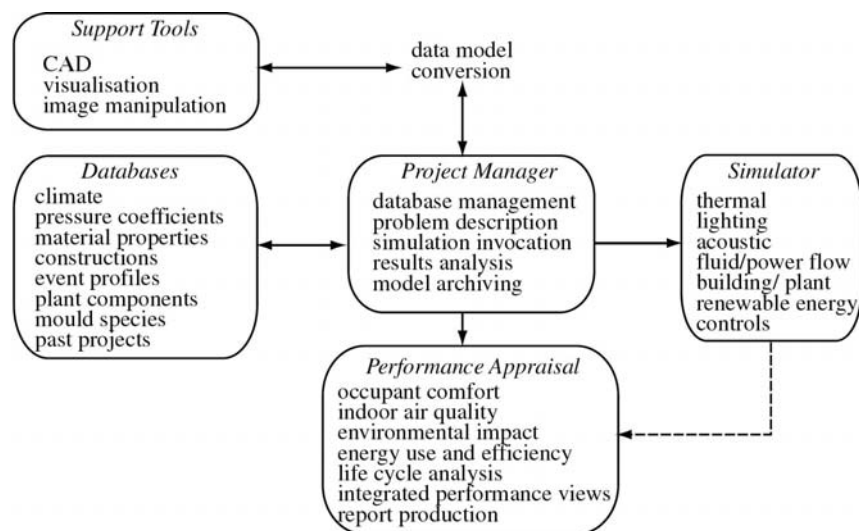 Support Tools
CAD
visualisation
image manipulation
data model
conversion
Databases
climate
pressure coefficients
material properties
constructions
event profiles
plant components
mould species
past projects
Project Manager
database management
problem description
simulation invocation
results analysis
model archiving
Simulator
thermal
lighting
acoustic
fluid/power flow
building/ plant
renewable energy
controls
Performance Appraisal
occupant comfort
indoor air quality
environmental impact
energy use and efficiency
life cycle analysis
integrated performance views
report production